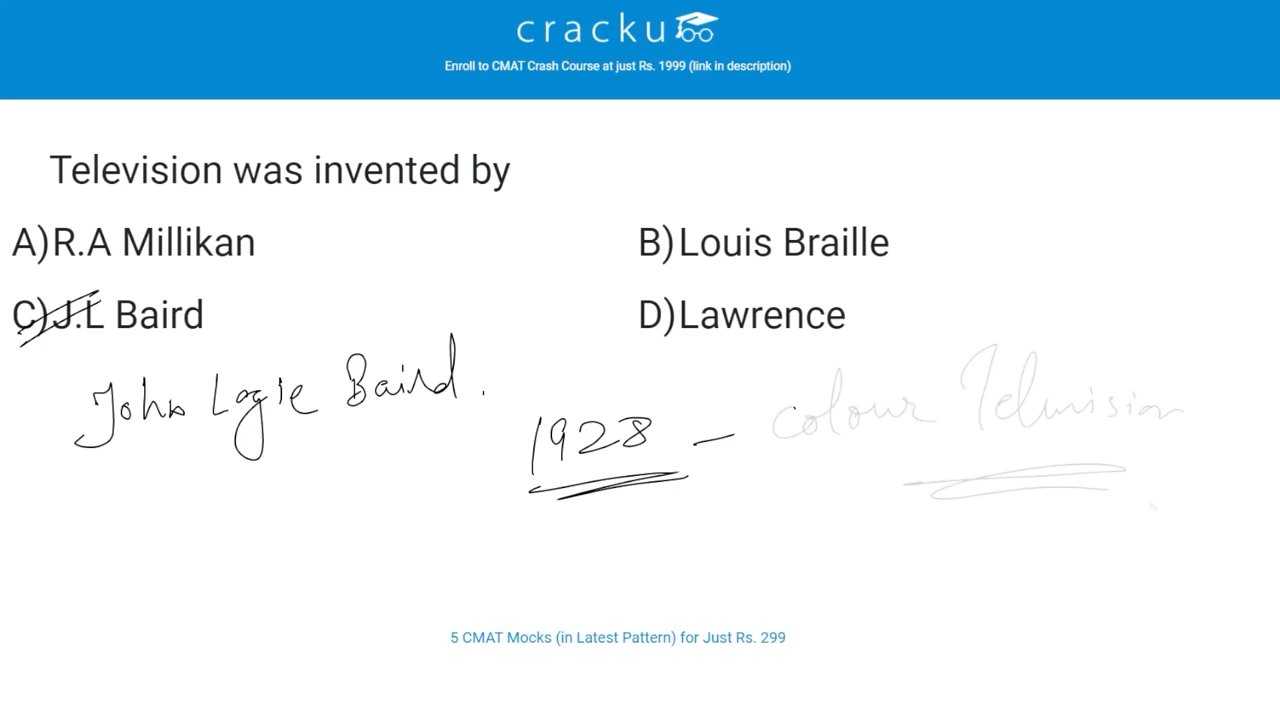 cracku
Enroll to CMAT Crash Course at just Rs. 1999 (link in description)
Television was invented by
A)R.A Millikan
B)Louis Braille
C)J.L Baird
D)Lawrence
John Logie Baird.
1928 - colour Television
5 CMAT Mocks (in Latest Pattern) for Just Rs. 299